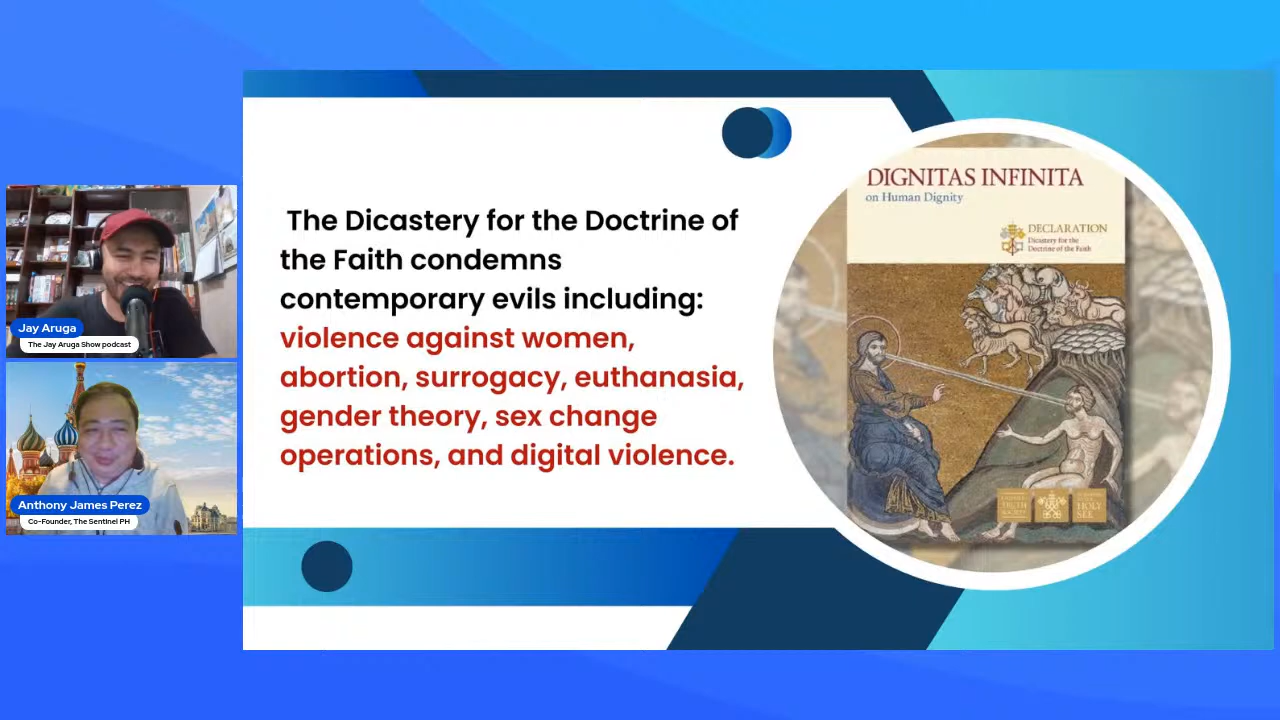 Jay Aruga
The Jay Aruga Show podcast
Anthony James Perez
Co-Founder, The Sentinel PH
The Dicastery for the Doctrine of
the Faith condemns
contemporary evils including:
violence against women,
abortion, surrogacy, euthanasia,
gender theory, sex change
operations, and digital violence.
DIGNITAS INFINITA
on Human Dignity
DECLARATION
Dicastery for the
Doctrine of the Faith
TRUTH
SOCIETY
HOLY
SEE